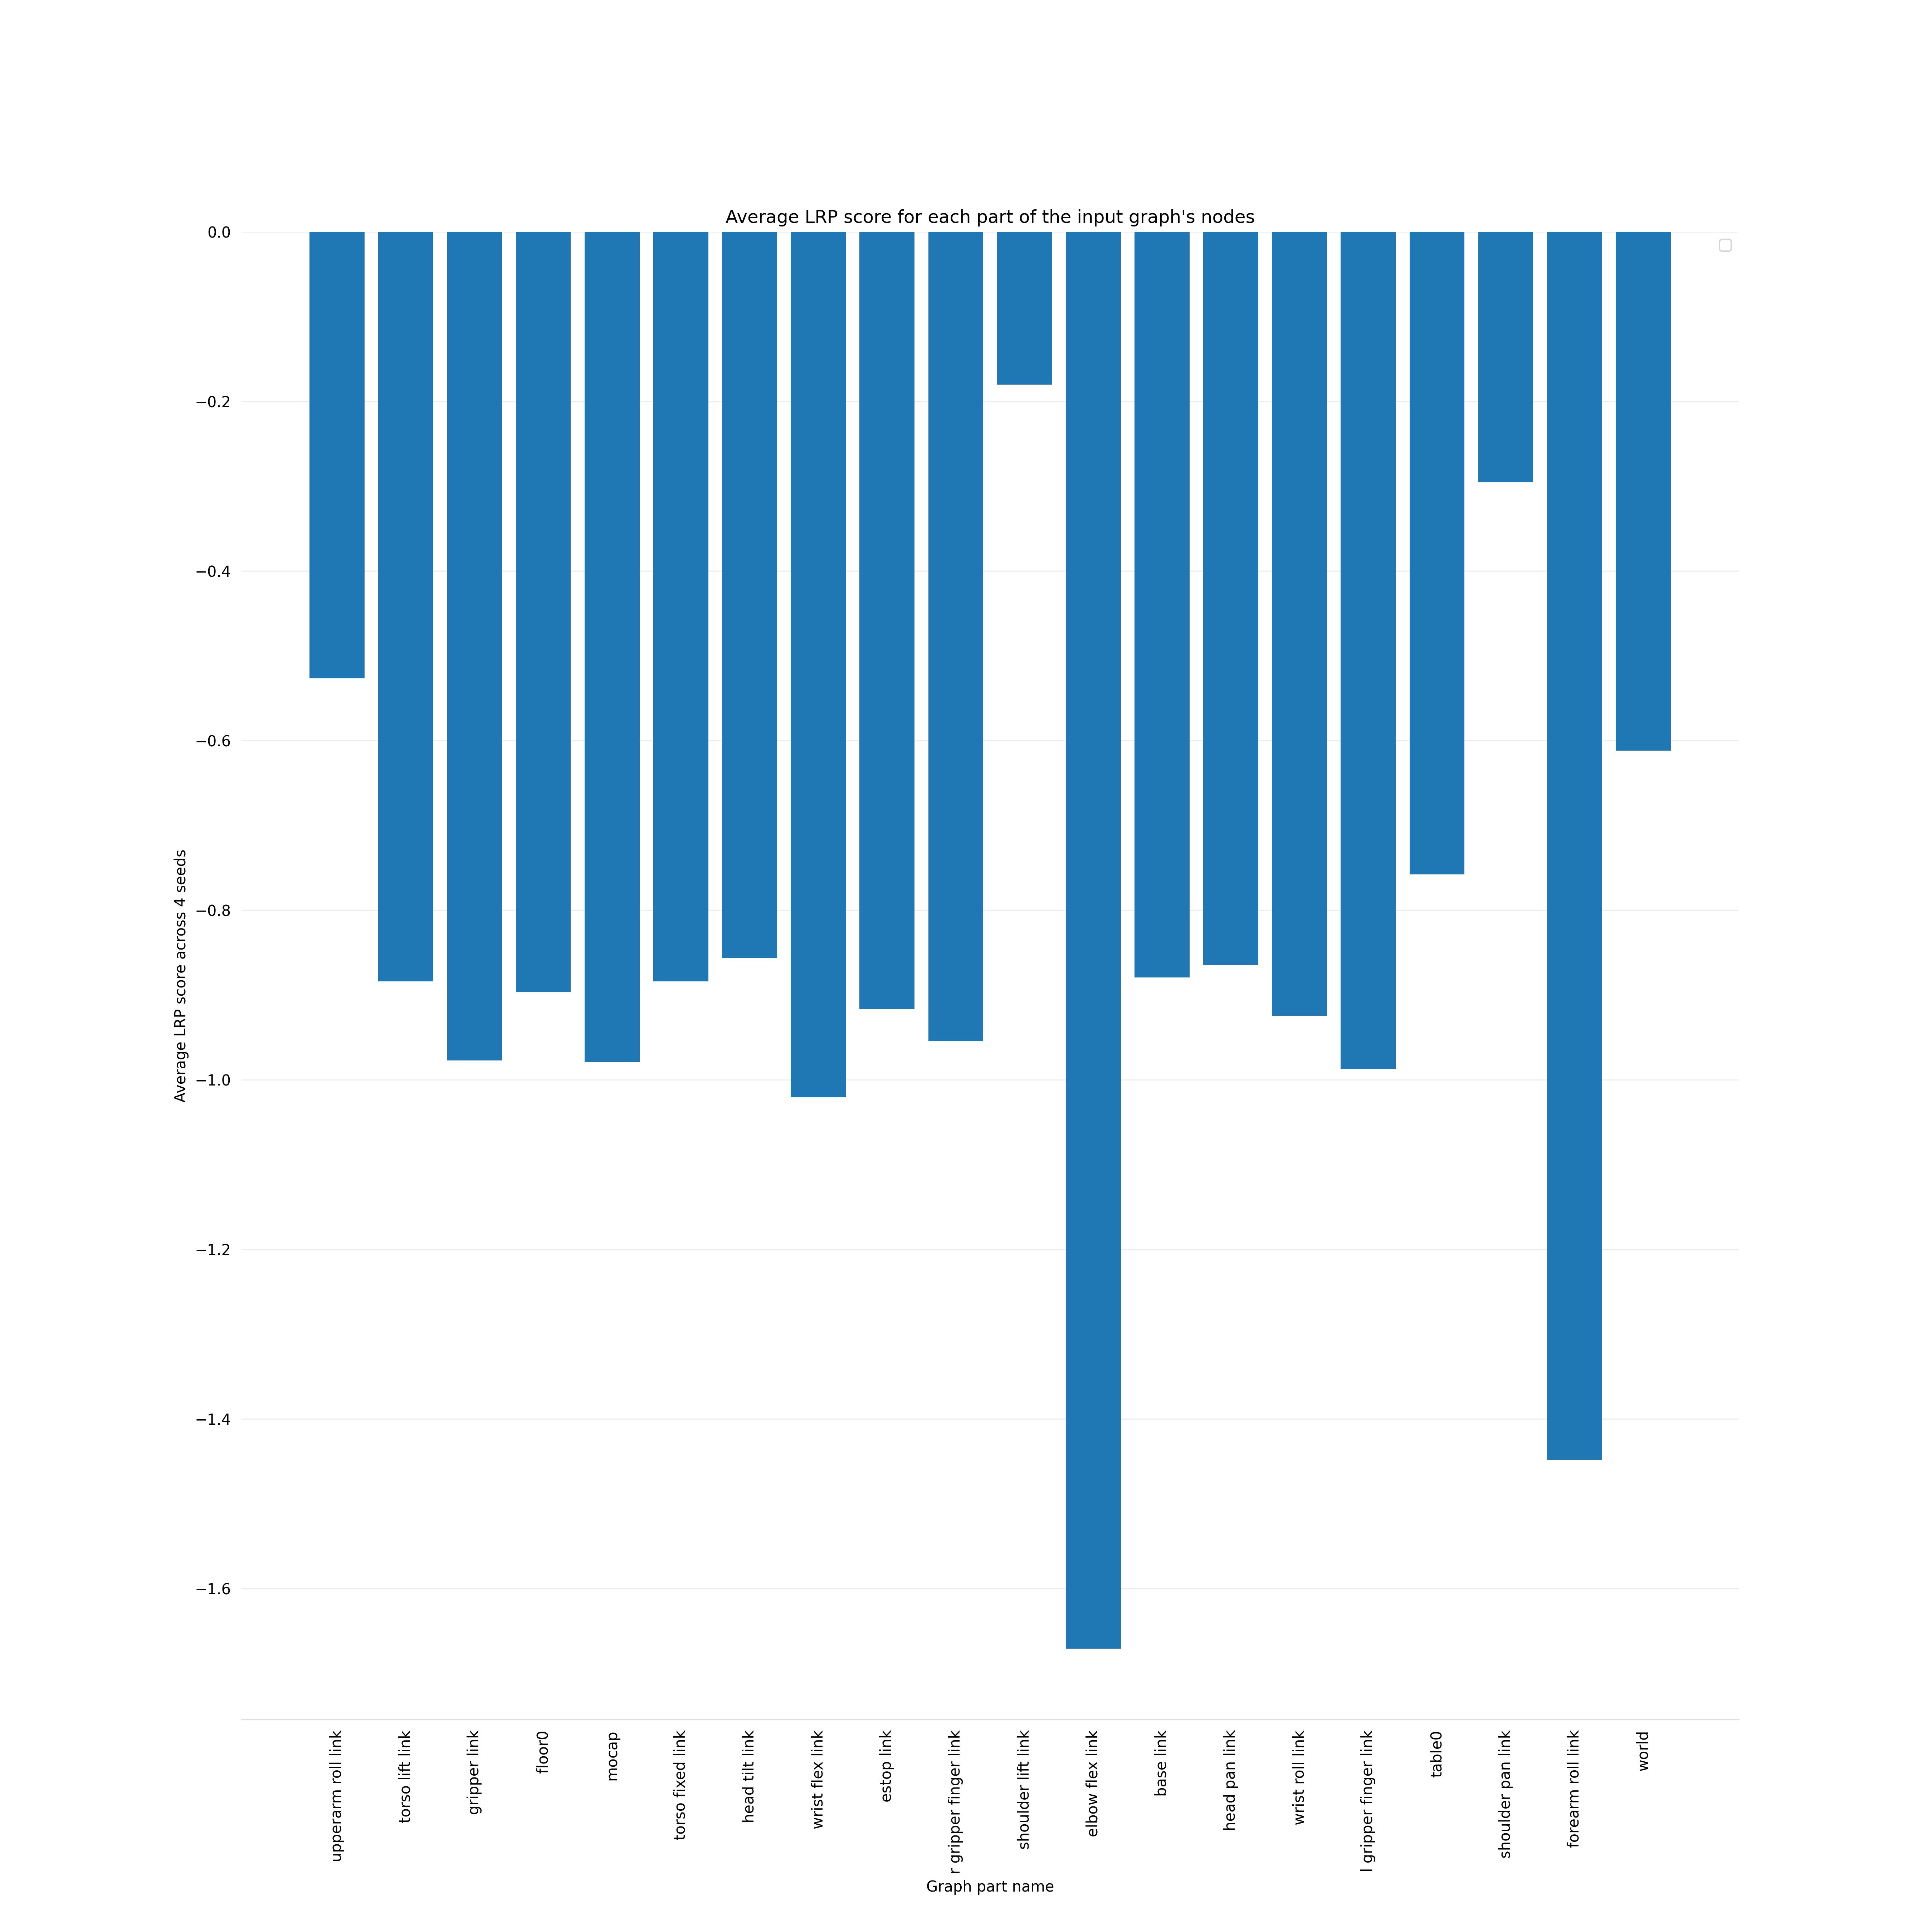 Average LRP score for each part of the input graph's nodes
0.0
−0.2
−0.4
−0.6
−0.8
−1.0
−1.2
−1.4
−1.6
Average LRP score across 4 seeds
upperarm roll link
torso lift link
gripper link
floor0
mocap
torso fixed link
head tilt link
wrist flex link
estop link
r gripper finger link
shoulder lift link
elbow flex link
base link
head pan link
wrist roll link
l gripper finger link
table0
shoulder pan link
forearm roll link
world
Graph part name